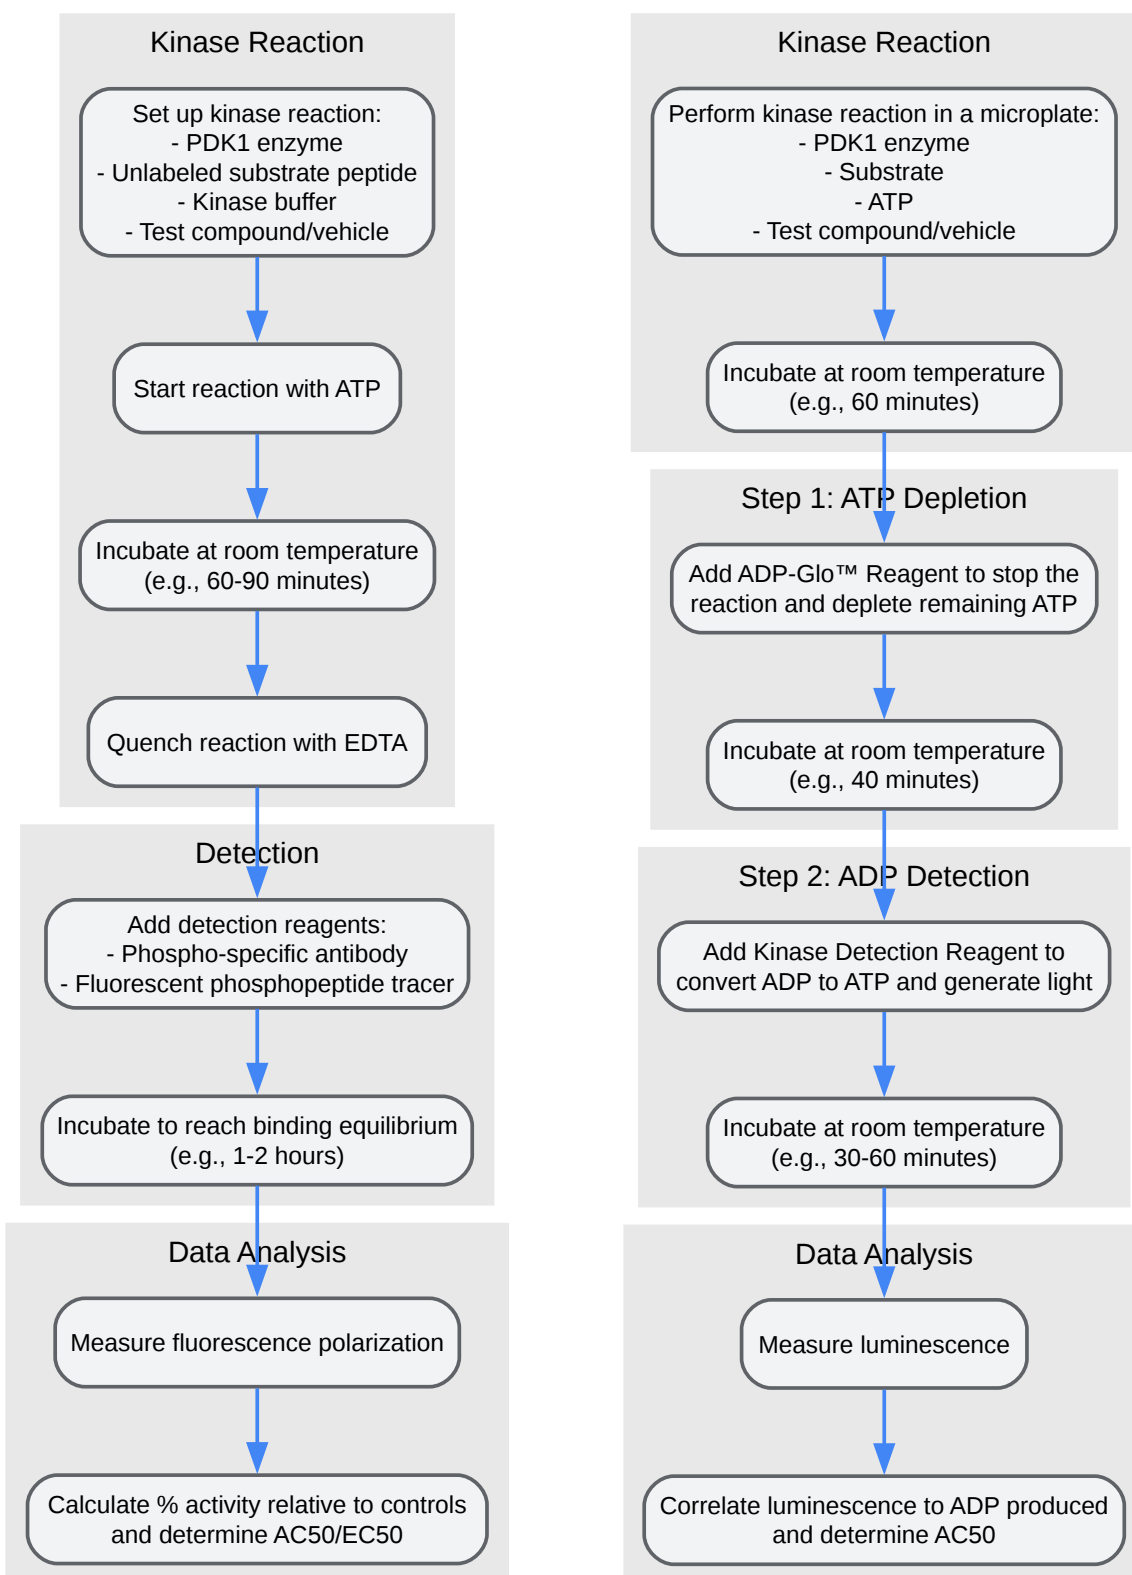 Kinase Reaction
Set up kinase reaction:
- PDK1 enzyme
- Unlabeled substrate peptide
- Kinase buffer
- Test compound/vehicle
Start reaction with ATP
Incubate at room temperature
(e.g., 60-90 minutes)
Quench reaction with EDTA
Detection
Add detection reagents:
- Phospho-specific antibody
- Fluorescent phosphopeptide tracer
Incubate to reach binding equilibrium
(e.g., 1-2 hours)
Data Analysis
Measure fluorescence polarization
Calculate % activity relative to controls
and determine AC50/EC50
Kinase Reaction
Perform kinase reaction in a microplate:
- PDK1 enzyme
- Substrate
- ATP
- Test compound/vehicle
Incubate at room temperature
(e.g., 60 minutes)
Step 1: ATP Depletion
Add ADP-Glo™ Reagent to stop the
reaction and deplete remaining ATP
Incubate at room temperature
(e.g., 40 minutes)
Step 2: ADP Detection
Add Kinase Detection Reagent to
convert ADP to ATP and generate light
Incubate at room temperature
(e.g., 30-60 minutes)
Data Analysis
Measure luminescence
Correlate luminescence to ADP produced
and determine AC50